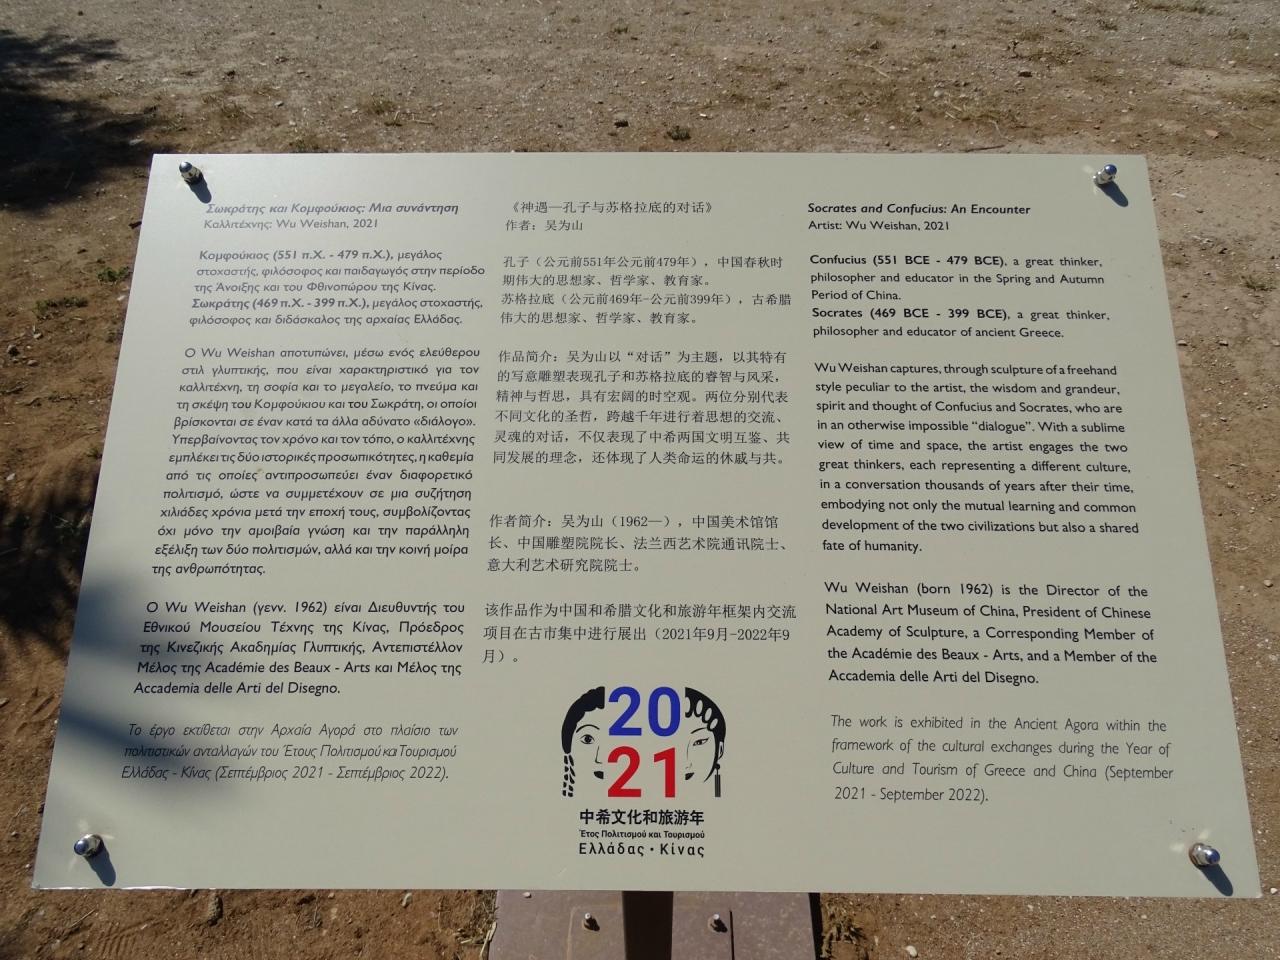 Σωκράτης και Κομφούκιος: Μια συνάντηση
Καλλιτέχνης: Wu Weishan, 2021
Κομφούκιος (551 π.Χ. - 479 π.Χ.), μεγάλος
στοχαστής, φιλόσοφος και παιδαγωγός στην περίοδο
της Άνοιξης και του Φθινοπώρου της Κίνας.
Σωκράτης (469 π.Χ. - 399 π.Χ.), μεγάλος στοχαστής,
φιλόσοφος και διδάσκαλος της αρχαίας Ελλάδας.
Ο Wu Weishan αποτυπώνει, μέσω ενός ελεύθερου
στιλ γλυπτικής, που είναι χαρακτηριστικό για τον
καλλιτέχνη, τη σοφία και το μεγαλείο, το πνεύμα και
τη σκέψη του Κομφούκιου και του Σωκράτη, οι οποίοι
βρίσκονται σε έναν κατά τα άλλα αδύνατο «διάλογο».
Υπερβαίνοντας τον χρόνο και τον τόπο, ο καλλιτέχνης
εμπλέκει τις δύο ιστορικές προσωπικότητες, η καθεμία
από τις οποίες αντιπροσωπεύει έναν διαφορετικό
πολιτισμό, ώστε να συμμετέχουν σε μια συζήτηση
χιλιάδες χρόνια μετά την εποχή τους, συμβολίζοντας
όχι μόνο την αμοιβαία γνώση και την παράλληλη
εξέλιξη των δύο πολιτισμών, αλλά και την κοινή μοίρα
της ανθρωπότητας.
Ο Wu Weishan (γενν. 1962) είναι Διευθυντής του
Εθνικού Μουσείου Τέχνης της Κίνας, Πρόεδρος
της Κινεζικής Ακαδημίας Γλυπτικής, Αντεπιστέλλον
Μέλος της Académie des Beaux - Arts και Μέλος της
Accademia delle Arti del Disegno.
Το έργο εκτίθεται στην Αρχαία Αγορά στο πλαίσιο των
πολιτιστικών ανταλλαγών του Έτους Πολιτισμού και Τουρισμού
Ελλάδας - Κίνας (Σεπτέμβριος 2021 - Σεπτέμβριος 2022).
《神遇—孔子与苏格拉底的对话》
作者：吴为山
孔子（公元前551年公元前479年），中国春秋时
期伟大的思想家、哲学家、教育家。
苏格拉底（公元前469年-公元前399年），古希腊
伟大的思想家、哲学家、教育家。
作品简介：吴为山以“对话”为主题，以其特有
的写意雕塑表现孔子和苏格拉底的睿智与风采，
精神与哲思，具有宏阔的时空观。两位分别代表
不同文化的圣哲，跨越千年进行着思想的交流、
灵魂的对话，不仅表现了中希两国文明互鉴、共
同发展的理念，还体现了人类命运的休戚与共。
作者简介：吴为山（1962—），中国美术馆馆
长、中国雕塑院院长、法兰西艺术院通讯院士、
意大利艺术研究院院士。
该作品作为中国和希腊文化和旅游年框架内交流
项目在古市集中进行展出（2021年9月-2022年9
月）。
20
21
中希文化和旅游年
Έτος Πολιτισμού και Τουρισμού
Ελλάδας · Κίνας
Socrates and Confucius: An Encounter
Artist: Wu Weishan, 2021
Confucius (551 BCE - 479 BCE), a great thinker,
philosopher and educator in the Spring and Autumn
Period of China.
Socrates (469 BCE - 399 BCE), a great thinker,
philosopher and educator of ancient Greece.
Wu Weishan captures, through sculpture of a freehand
style peculiar to the artist, the wisdom and grandeur,
spirit and thought of Confucius and Socrates, who are
in an otherwise impossible “dialogue”. With a sublime
view of time and space, the artist engages the two
great thinkers, each representing a different culture,
in a conversation thousands of years after their time,
embodying not only the mutual learning and common
development of the two civilizations but also a shared
fate of humanity.
Wu Weishan (born 1962) is the Director of the
National Art Museum of China, President of Chinese
Academy of Sculpture, a Corresponding Member of
the Académie des Beaux - Arts, and a Member of the
Accademia delle Arti del Disegno.
The work is exhibited in the Ancient Agora within the
framework of the cultural exchanges during the Year of
Culture and Tourism of Greece and China (September
2021 - September 2022).